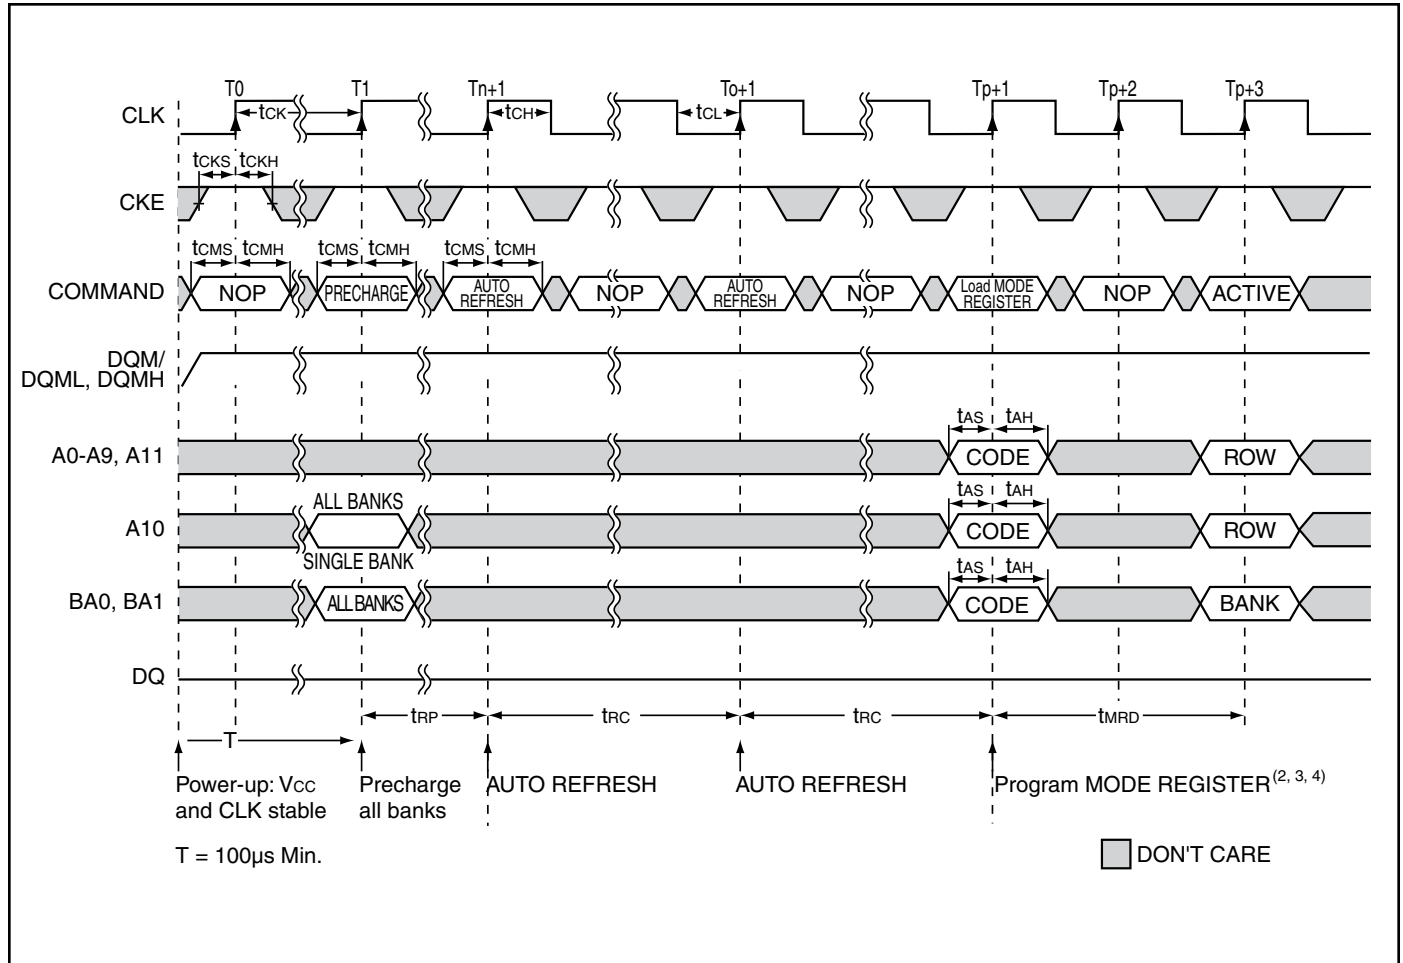 T0 T1 Tn+1 To+1 Tp+1 Tp+2 Tp+3
CLK tCK tCH tCL
tCKS tCKH
CKE
tCMS tCMH tCMS tCMH tCMS tCMH
COMMAND NOP PRECHARGE AUTO REFRESH NOP AUTO REFRESH NOP Load MODE REGISTER NOP ACTIVE
DQM/
DQML, DQMH
tAS tAH
A0-A9, A11 CODE ROW
ALL BANKS tAS tAH
A10 CODE ROW
SINGLE BANK tAS tAH
BA0, BA1 ALL BANKS CODE BANK
DQ
tRP tRC tRC tMRD
T
Power-up: VCC
and CLK stable
Precharge
all banks
AUTO REFRESH
AUTO REFRESH
Program MODE REGISTER(2, 3, 4)
T = 100µs Min.
DON'T CARE